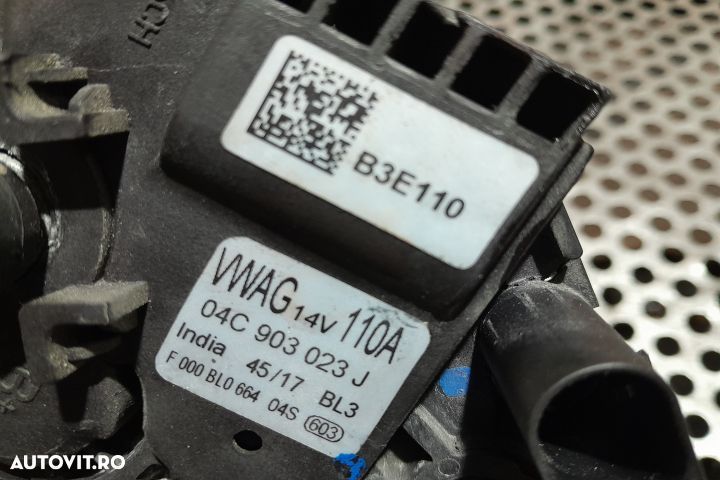 B3E110
VWAG 14V 110A
04C 903 023 J
India 45/17 BL3
F 000 BL0 664 04S 603
AUTOVIT.RO